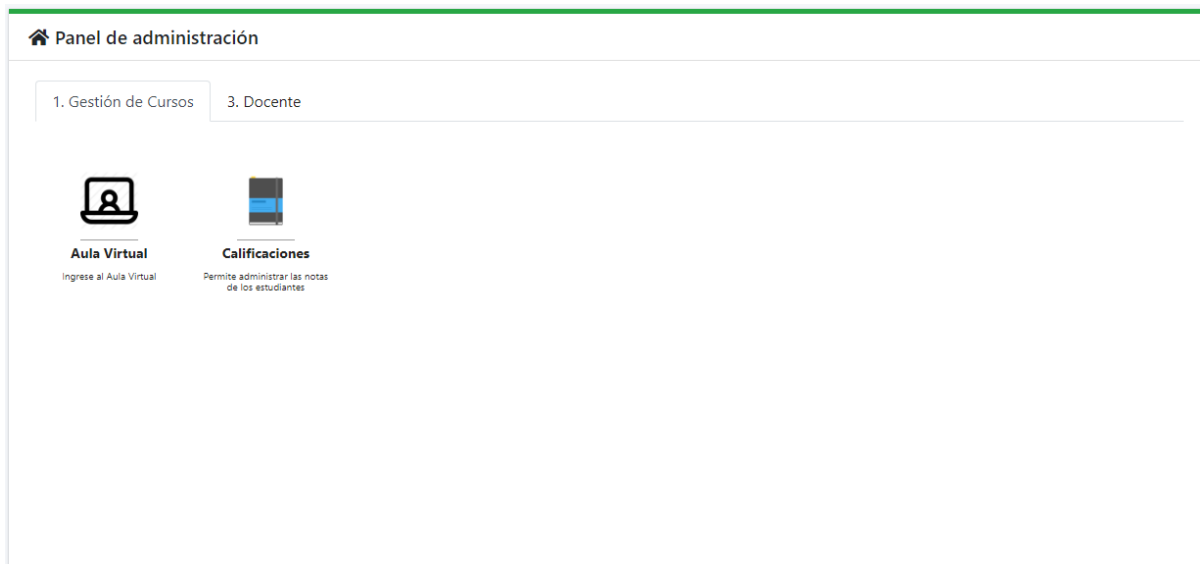 Panel de administración
1. Gestión de Cursos
3. Docente
Aula Virtual
Ingrese al Aula Virtual
Calificaciones
Permite administrar las notas
de los estudiantes